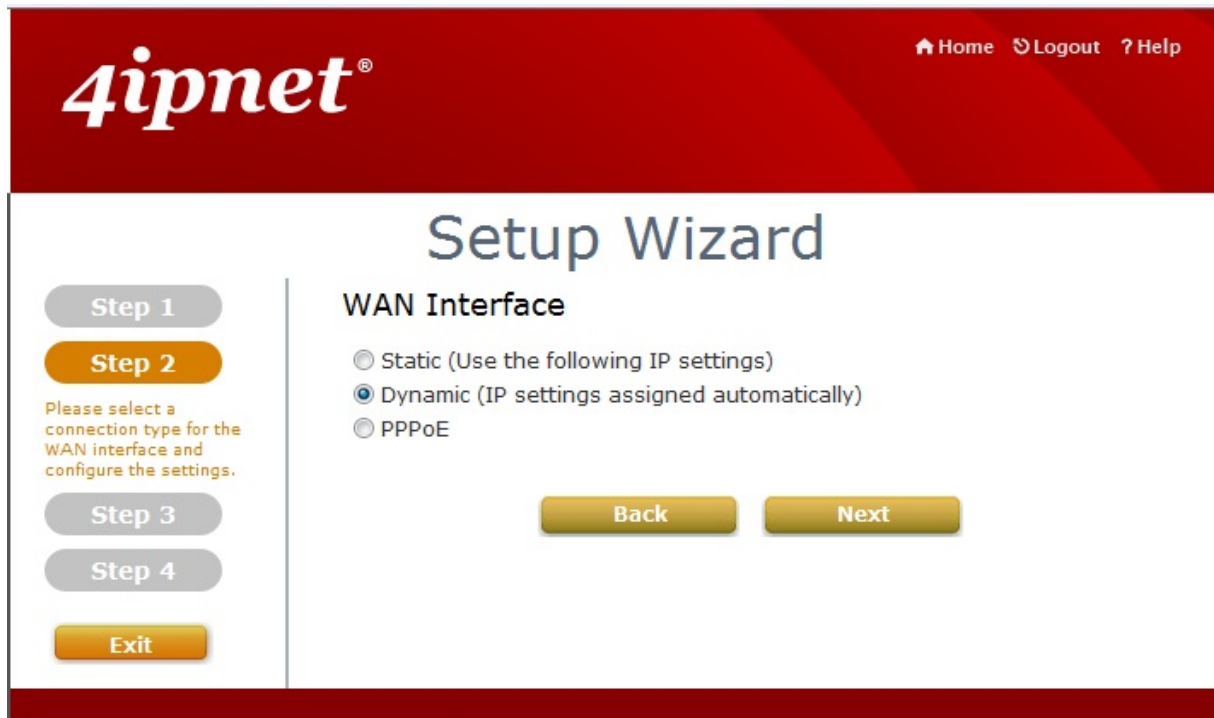 4ipnet®
Home Logout ? Help
Setup Wizard
Step 1
Step 2
Please select a
connection type for the
WAN interface and
configure the settings.
Step 3
Step 4
Exit
WAN Interface
Static (Use the following IP settings)
Dynamic (IP settings assigned automatically)
PPPoE
Back Next